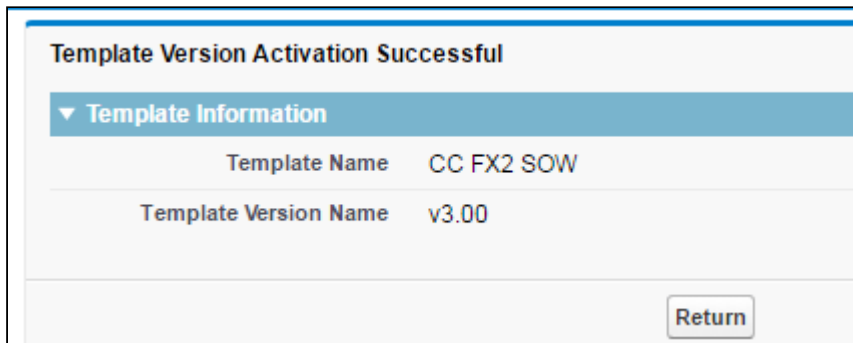 Template Version Activation Successful
Template Information
Template Name CC FX2 SOW
Template Version Name v3.00
Return